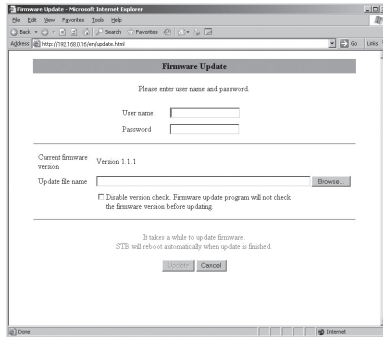 Firmware Update - Microsoft Internet Explorer
File Edit View Favorites Tools Help
Back Search Favorites
Address http://192.168.0.16/en/update.html Go Links
Firmware Update
Please enter user name and password.
User name
Password
Current firmware
version
Version 1.1.1
Update file name Browse...
Disable version check. Firmware update program will not check
the firmware version before updating.
It takes a while to update firmware.
STB will reboot automatically when update is finished.
Update Cancel
Done Internet